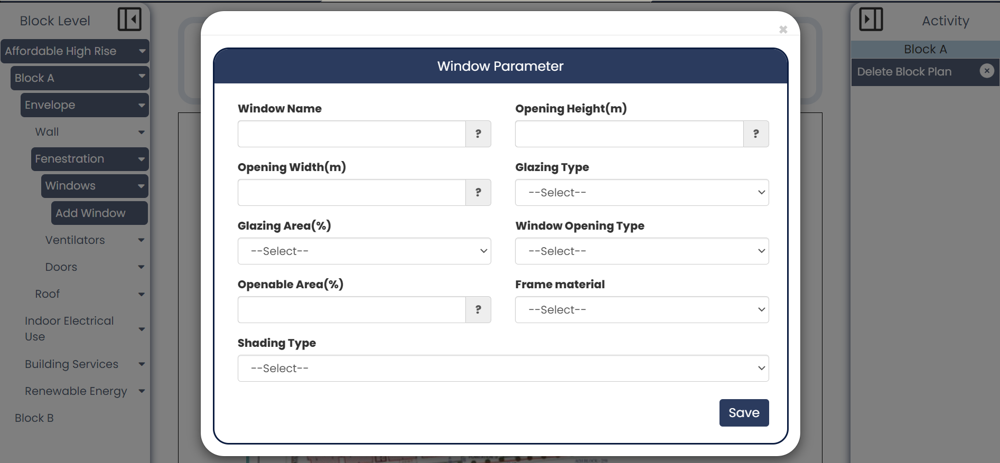 Block Level
Affordable High Rise
Block A
Envelope
Wall
Fenestration
Windows
Add Window
Ventilators
Doors
Roof
Indoor Electrical
Use
Building Services
Renewable Energy
Block B
×
Window Parameter
Window Name
?
Opening Height(m)
?
Opening Width(m)
?
Glazing Type
--Select--
Glazing Area(%)
--Select--
Window Opening Type
--Select--
Openable Area(%)
?
Frame material
--Select--
Shading Type
--Select--
Save
Activity
Block A
Delete Block Plan